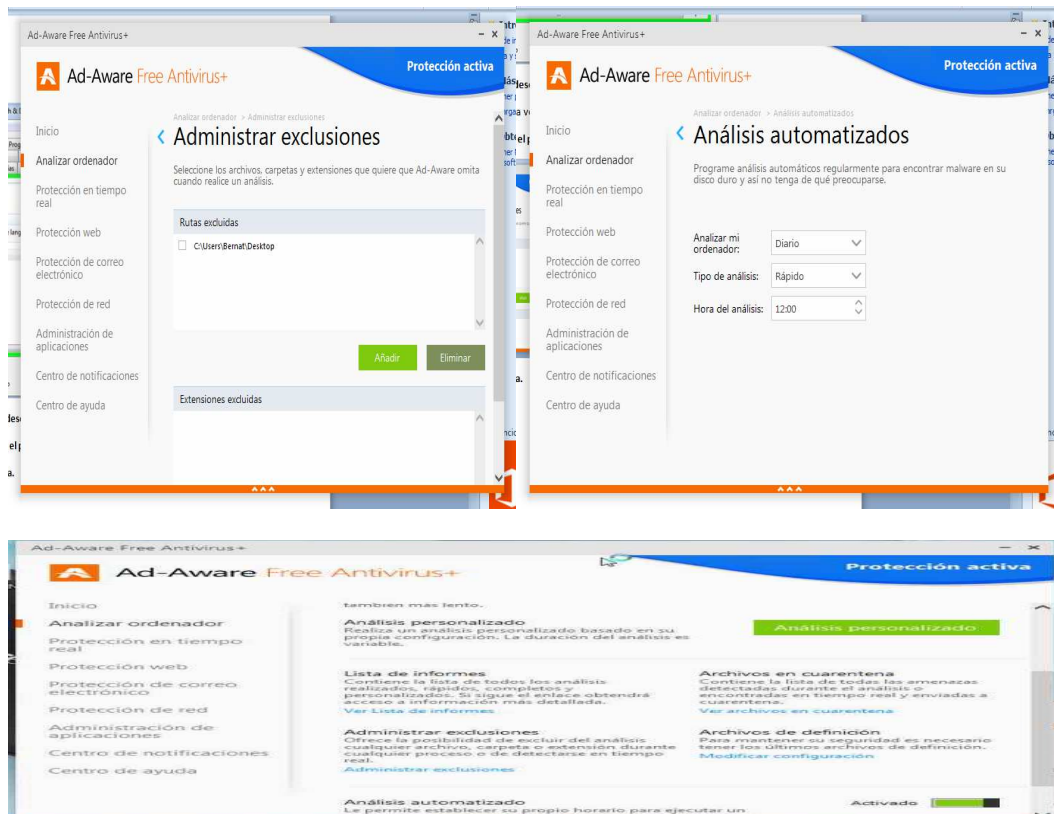 Ad-Aware Free Antivirus+
Ad-Aware Free Antivirus+
Protección activa
Inicio
Analizar ordenador
Protección en tiempo
real
Protección web
Protección de correo
electrónico
Protección de red
Administración de
aplicaciones
Centro de notificaciones
Centro de ayuda
Analizar ordenador > Administrar exclusiones
Administrar exclusiones
Seleccione los archivos, carpetas y extensiones que quiere que Ad-Aware omita
cuando realice un análisis.
Rutas excluidas
C:\Users\Bernat\Desktop
Añadir
Eliminar
Extensiones excluidas
Ad-Aware Free Antivirus+
Ad-Aware Free Antivirus+
Protección activa
Inicio
Analizar ordenador
Protección en tiempo
real
Protección web
Protección de correo
electrónico
Protección de red
Administración de
aplicaciones
Centro de notificaciones
Centro de ayuda
Analizar ordenador > Análisis automatizados
Análisis automatizados
Programe análisis automáticos regularmente para encontrar malware en su
disco duro y así no tenga de qué preocuparse.
Analizar mi
ordenador:
Diario
Tipo de análisis:
Rápido
Hora del análisis:
12:00
Ad-Aware Free Antivirus+
Ad-Aware Free Antivirus+
Protección activa
Inicio
Analizar ordenador
Protección en tiempo
real
Protección web
Protección de correo
electrónico
Protección de red
Administración de
aplicaciones
Centro de notificaciones
Centro de ayuda
también más lento.
Análisis personalizado
Realiza un análisis personalizado basado en su
propia configuración. La duración del análisis es
variable.
Análisis personalizado
Lista de informes
Contiene la lista de todos los análisis
realizados, rápidos, completos y
personalizados. Si sigue el enlace obtendrá
acceso a información más detallada.
Ver Lista de informes
Archivos en cuarentena
Contiene la lista de todas las amenazas
detectadas durante el análisis o
encontradas en tiempo real y enviadas a
cuarentena.
Ver archivos en cuarentena
Administrar exclusiones
Ofrece la posibilidad de excluir del análisis
cualquier archivo, carpeta o extensión durante
cualquier proceso o de detectarse en tiempo
real.
Administrar exclusiones
Archivos de definición
Para mantener su seguridad es necesario
tener los últimos archivos de definición.
Modificar configuración
Análisis automatizado
Le permite establecer su propio horario para ejecutar un
Activado